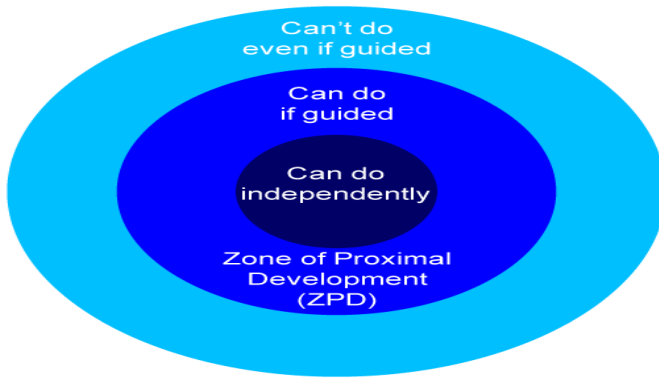 Can't do
even if guided
Can do
if guided
Can do
independently
Zone of Proximal
Development
(ZPD)